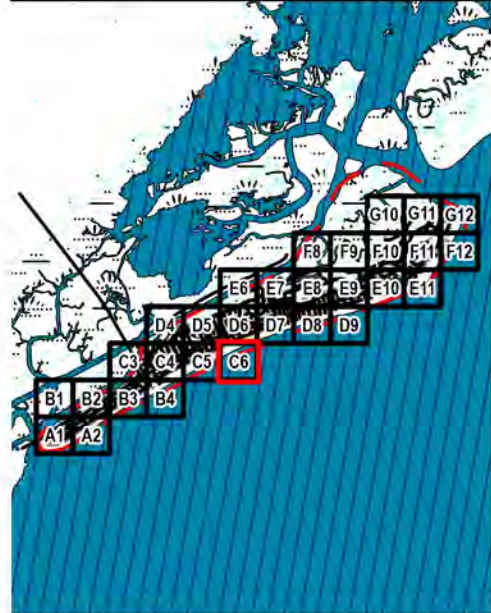 G10 G11 G12
F8 F9 F10 F11 F12
E6 E7 E8 E9 E10 E11
D4 D5 D6 D7 D8 D9
C3 C4 C5 C6
B1 B2 B3 B4
A1 A2